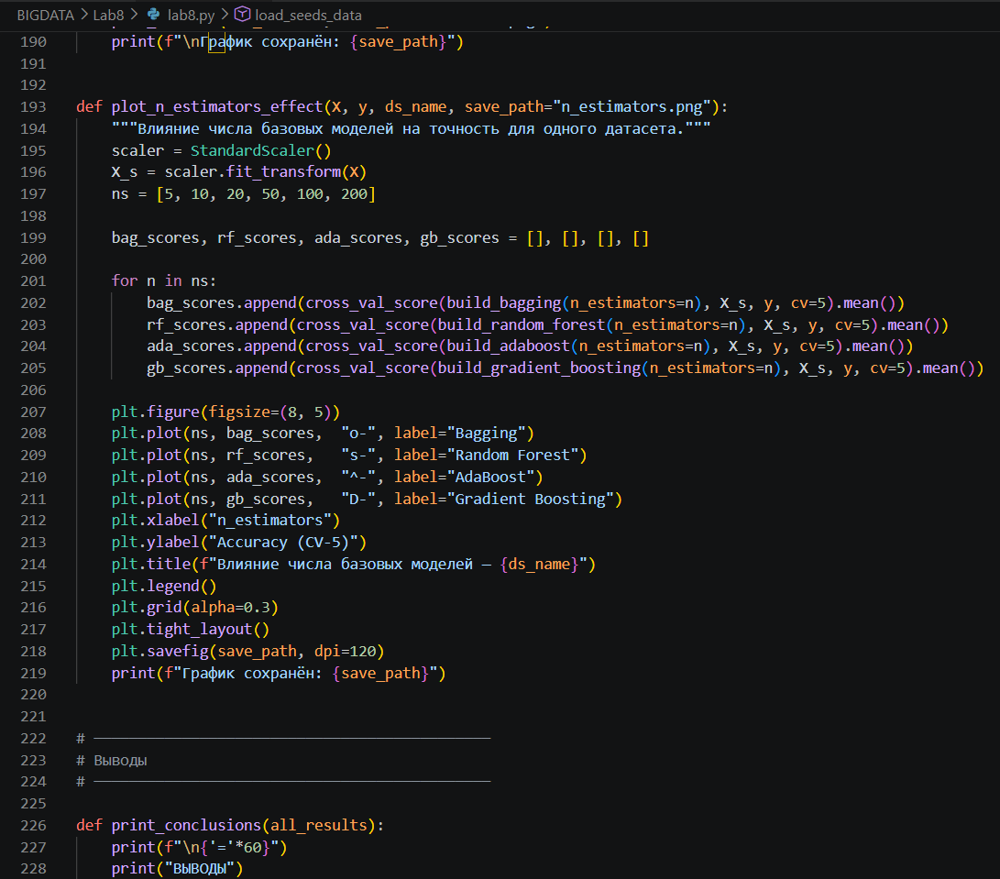 BIGDATA > Lab8 > lab8.py > load_seeds_data
190 print(f"\nГрафик сохранён: {save_path}")
191
192
193 def plot_n_estimators_effect(X, y, ds_name, save_path="n_estimators.png"):
194 """Влияние числа базовых моделей на точность для одного датасета."""
195 scaler = StandardScaler()
196 X_s = scaler.fit_transform(X)
197 ns = [5, 10, 20, 50, 100, 200]
198
199 bag_scores, rf_scores, ada_scores, gb_scores = [], [], [], []
200
201 for n in ns:
202 bag_scores.append(cross_val_score(build_bagging(n_estimators=n), X_s, y, cv=5).mean())
203 rf_scores.append(cross_val_score(build_random_forest(n_estimators=n), X_s, y, cv=5).mean())
204 ada_scores.append(cross_val_score(build_adaboost(n_estimators=n), X_s, y, cv=5).mean())
205 gb_scores.append(cross_val_score(build_gradient_boosting(n_estimators=n), X_s, y, cv=5).mean())
206
207 plt.figure(figsize=(8, 5))
208 plt.plot(ns, bag_scores, "o-", label="Bagging")
209 plt.plot(ns, rf_scores, "s-", label="Random Forest")
210 plt.plot(ns, ada_scores, "^-", label="AdaBoost")
211 plt.plot(ns, gb_scores, "D-", label="Gradient Boosting")
212 plt.xlabel("n_estimators")
213 plt.ylabel("Accuracy (CV-5)")
214 plt.title(f"Влияние числа базовых моделей — {ds_name}")
215 plt.legend()
216 plt.grid(alpha=0.3)
217 plt.tight_layout()
218 plt.savefig(save_path, dpi=120)
219 print(f"График сохранён: {save_path}")
220
221
222 # ─────────────────────────────────────────────
223 # Выводы
224 # ─────────────────────────────────────────────
225
226 def print_conclusions(all_results):
227 print(f"\n{'='*60}")
228 print("ВЫВОДЫ")